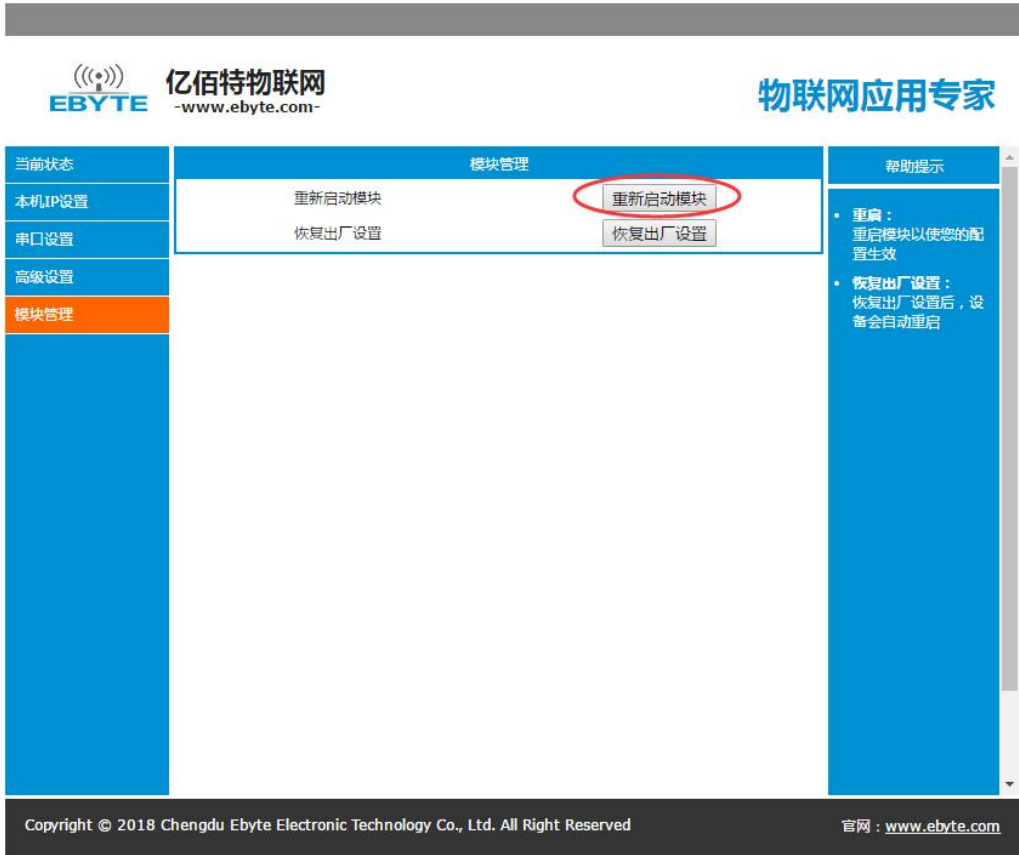 EBYTE
亿佰特物联网
-www.ebyte.com-
物联网应用专家
当前状态
本机IP设置
串口设置
高级设置
模块管理
模块管理
重新启动模块
重新启动模块
恢复出厂设置
恢复出厂设置
帮助提示
重启：
重启模块以使您的配
置生效
恢复出厂设置：
恢复出厂设置后，设
备会自动重启
Copyright © 2018 Chengdu Ebyte Electronic Technology Co., Ltd. All Right Reserved
官网：www.ebyte.com